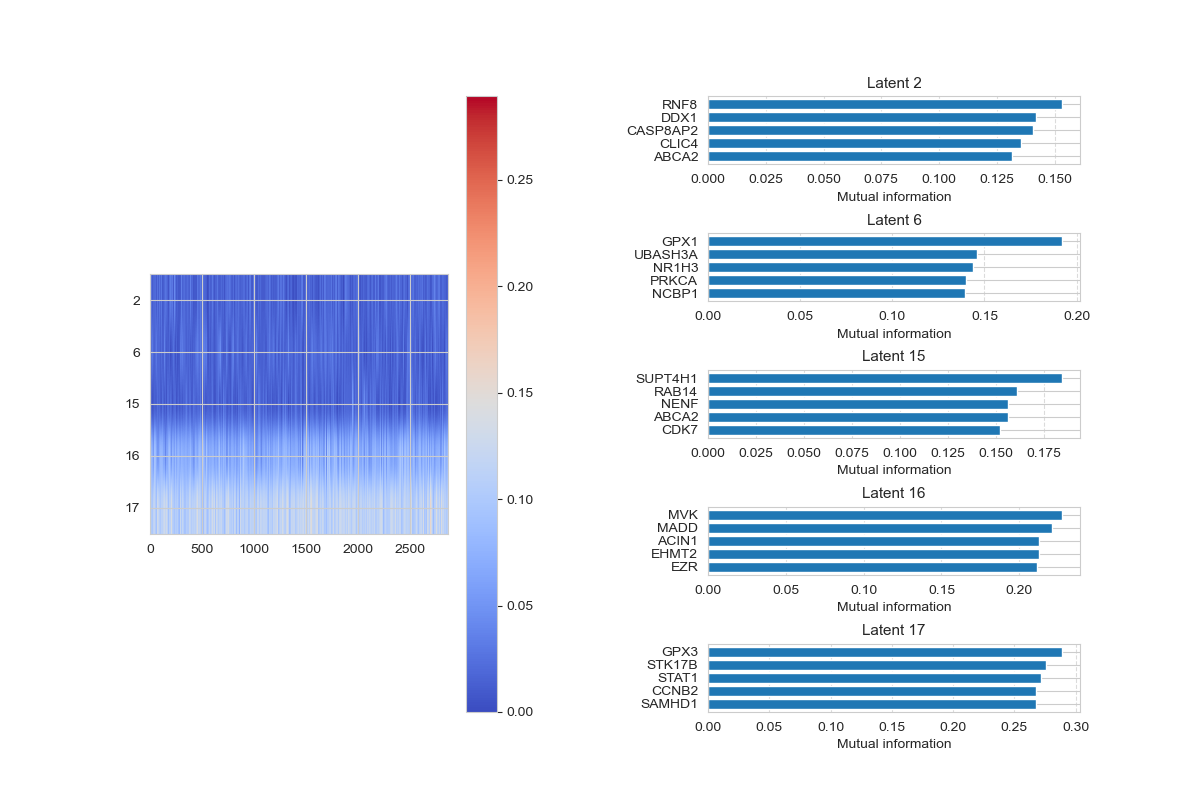 2
6
15
16
17
0 500 1000 1500 2000 2500
0.25
0.20
0.15
0.10
0.05
0.00
Latent 2
RNF8
DDX1
CASP8AP2
CLIC4
ABCA2
0.000 0.025 0.050 0.075 0.100 0.125 0.150
Mutual information
Latent 6
GPX1
UBASH3A
NR1H3
PRKCA
NCBP1
0.00 0.05 0.10 0.15 0.20
Mutual information
Latent 15
SUPT4H1
RAB14
NENF
ABCA2
CDK7
0.000 0.025 0.050 0.075 0.100 0.125 0.150 0.175
Mutual information
Latent 16
MVK
MADD
ACIN1
EHMT2
EZR
0.00 0.05 0.10 0.15 0.20
Mutual information
Latent 17
GPX3
STK17B
STAT1
CCNB2
SAMHD1
0.00 0.05 0.10 0.15 0.20 0.25 0.30
Mutual information